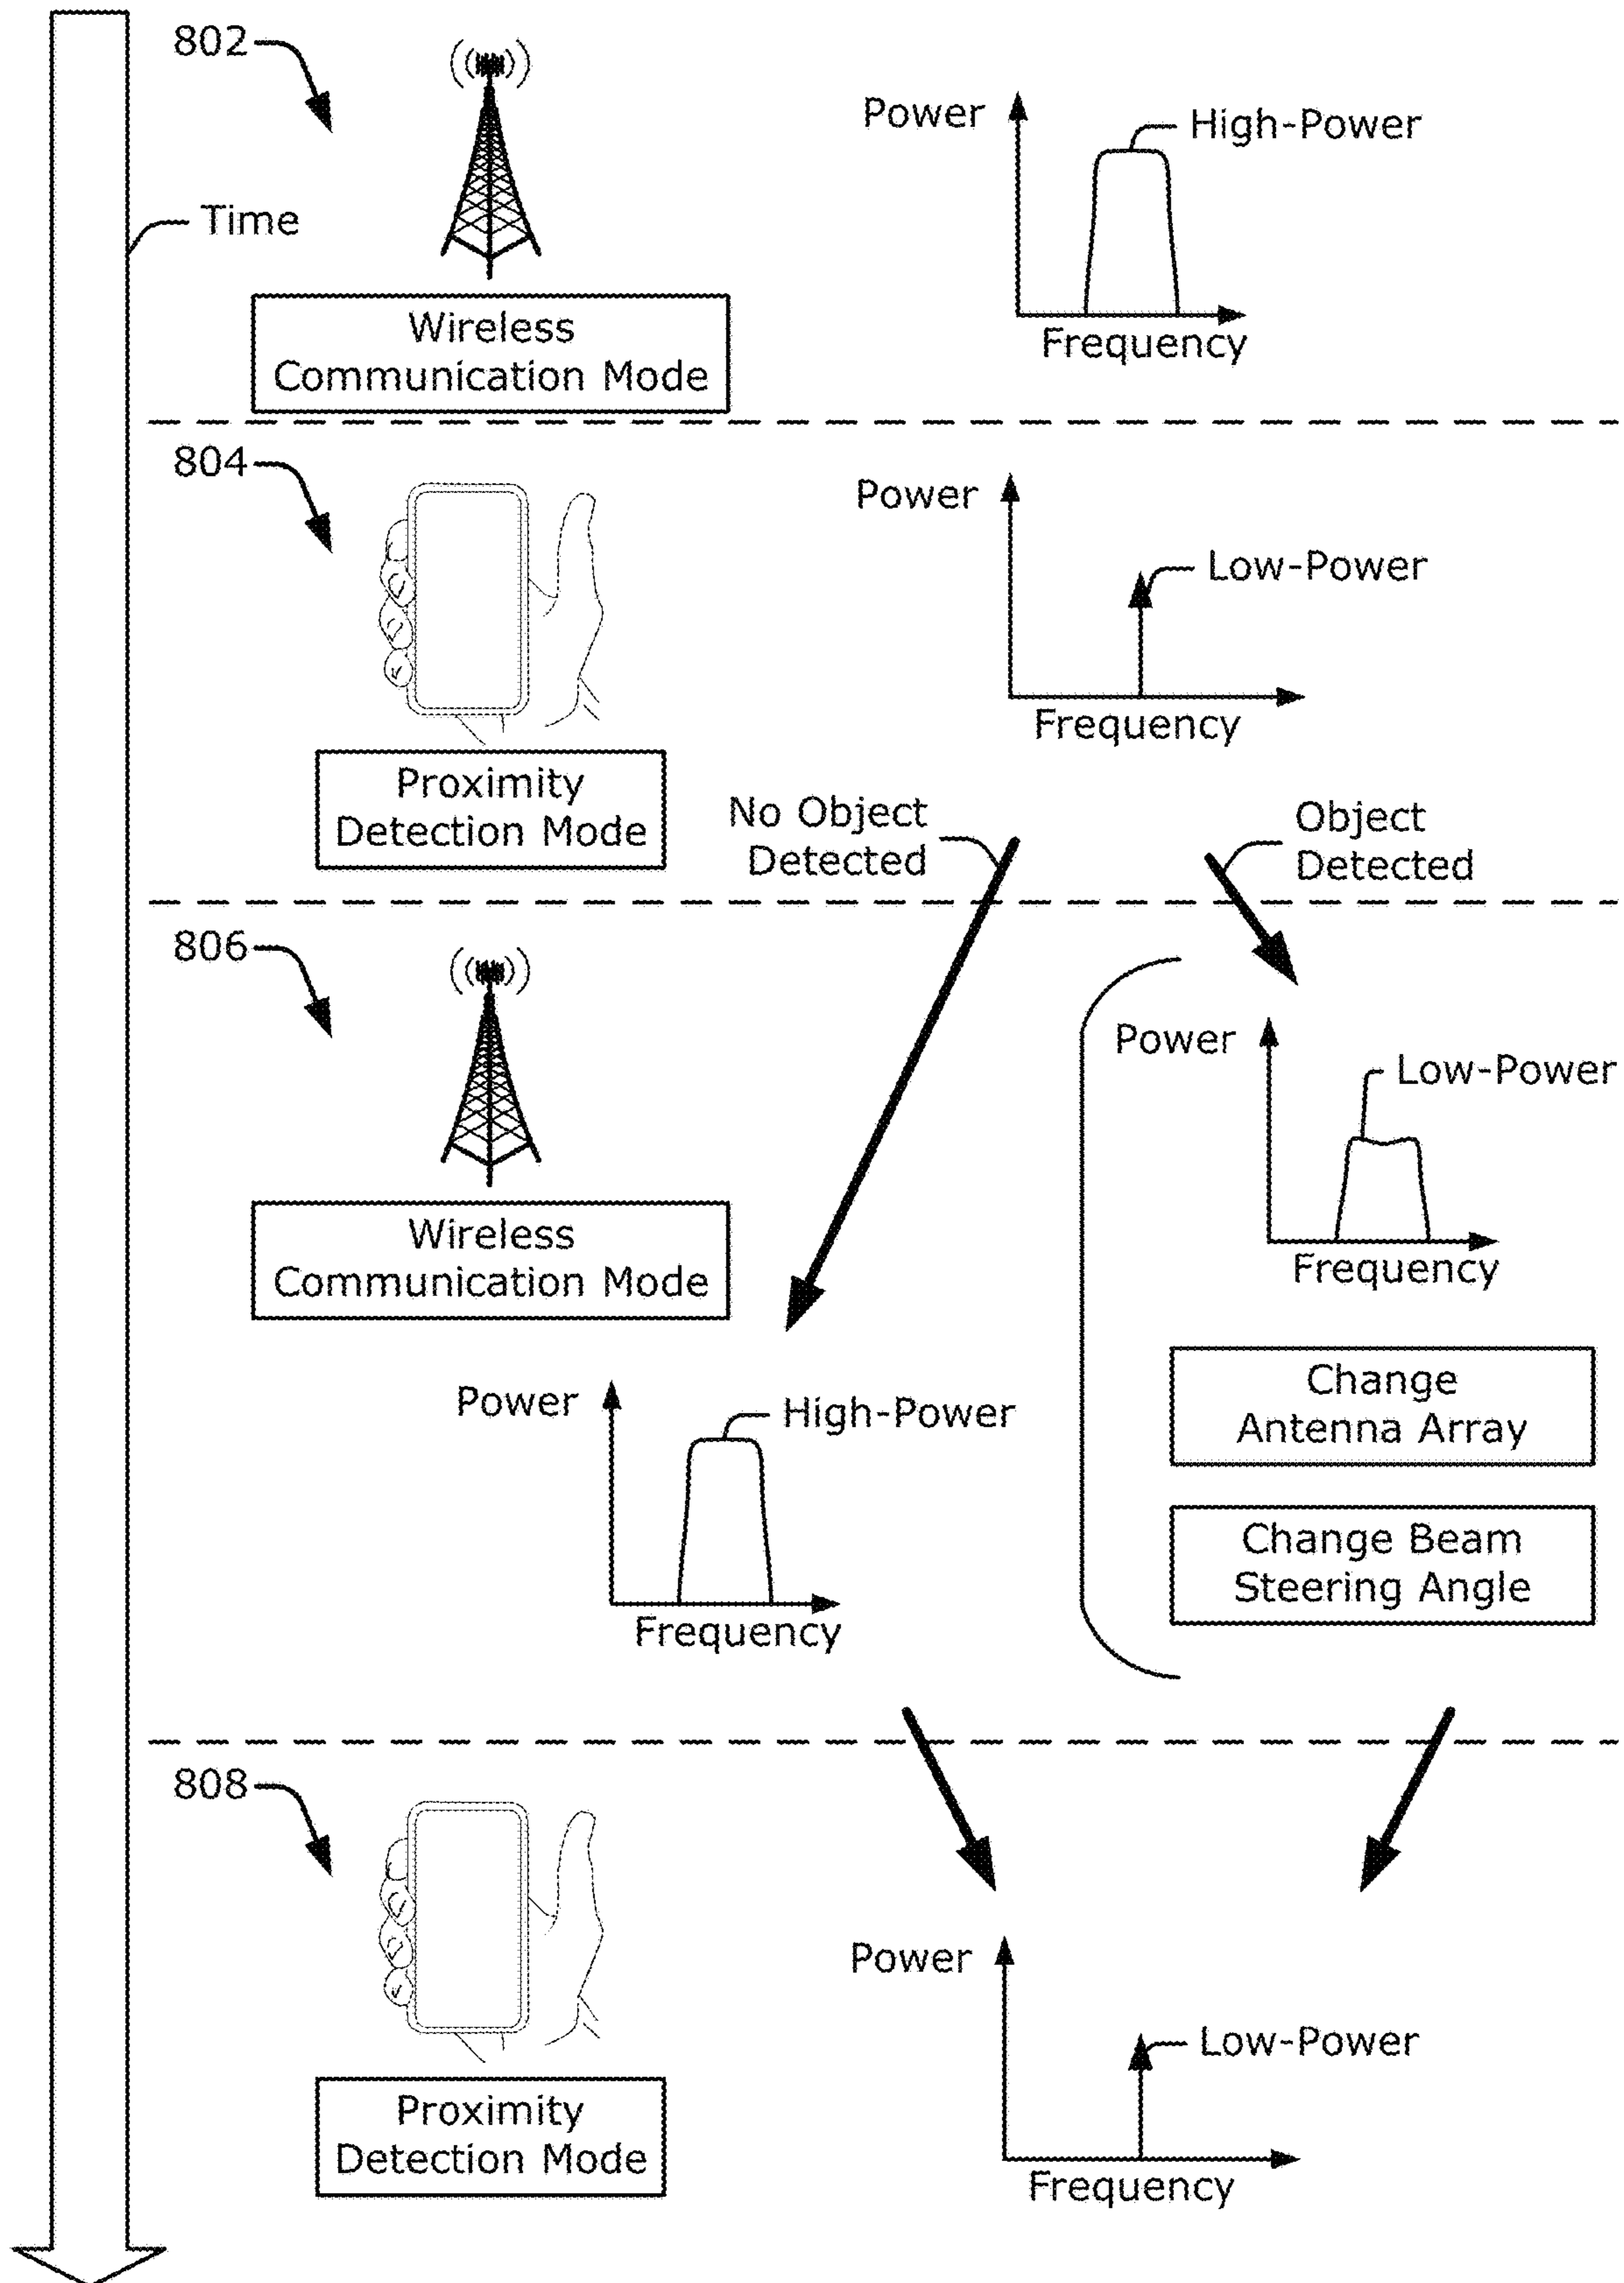 802
Power
High-Power
Time
Wireless
Communication Mode
Frequency
804
Power
Low-Power
Frequency
Proximity
Detection Mode
No Object
Detected
Object
Detected
806
Power
Low-Power
Wireless
Communication Mode
Frequency
Power
High-Power
Frequency
Change
Antenna Array
Change Beam
Steering Angle
808
Power
Low-Power
Proximity
Detection Mode
Frequency